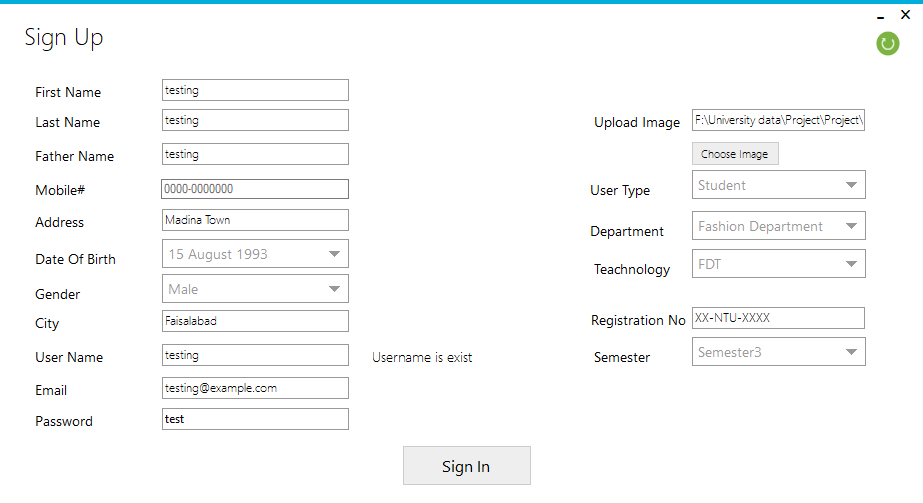 Sign Up
First Name testing
Last Name testing
Father Name testing
Mobile# 0000-0000000
Address Madina Town
Date Of Birth 15 August 1993
Gender Male
City Faisalabad
User Name testing Username is exist
Email testing@example.com
Password test
Upload Image F:\University data\Project\Project\
Choose Image
User Type Student
Department Fashion Department
Teachnology FDT
Registration No XX-NTU-XXXX
Semester Semester3
Sign In